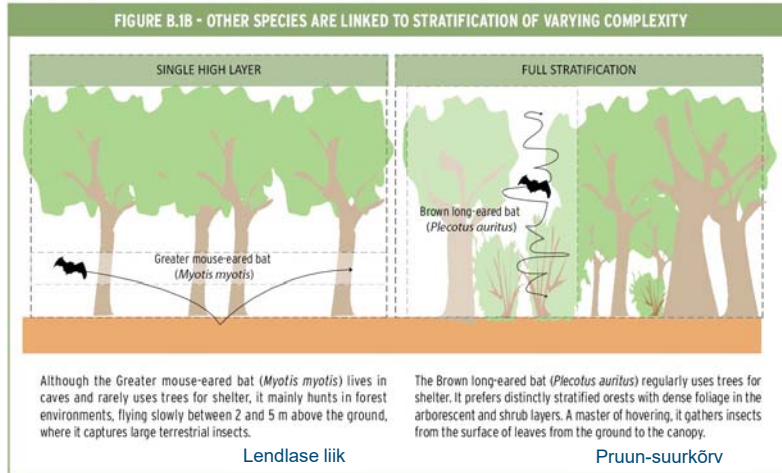 FIGURE B.1B - OTHER SPECIES ARE LINKED TO STRATIFICATION OF VARYING COMPLEXITY
SINGLE HIGH LAYER
Greater mouse-eared bat
(Myotis myotis)
FULL STRATIFICATION
Brown long-eared bat
(Plecotus auritus)
Although the Greater mouse-eared bat (Myotis myotis) lives in
caves and rarely uses trees for shelter, it mainly hunts in forest
environments, flying slowly between 2 and 5 m above the ground,
where it captures large terrestrial insects.
Lendlase liik
The Brown long-eared bat (Plecotus auritus) regularly uses trees for
shelter. It prefers distinctly stratified orests with dense foliage in the
arborescent and shrub layers. A master of hovering, it gathers insects
from the surface of leaves from the ground to the canopy.
Pruun-suurkõrv